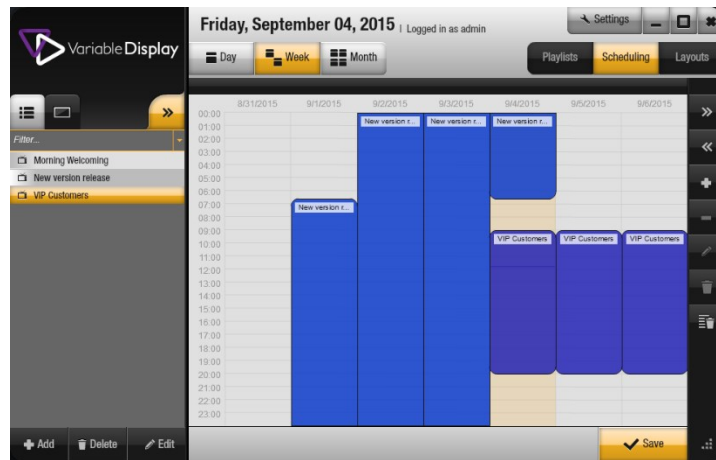 Variable Display
Friday, September 04, 2015 | Logged in as admin
Settings
Day
Week
Month
Playlists
Scheduling
Layouts
Filter...
Morning Welcoming
New version release
VIP Customers
8/31/2015 9/1/2015 9/2/2015 9/3/2015 9/4/2015 9/5/2015 9/6/2015
00:00
New version r... New version r... New version r...
01:00
02:00
03:00
04:00
05:00
06:00
07:00
New version r...
08:00
09:00
VIP Customers VIP Customers VIP Customers
10:00
11:00
12:00
13:00
14:00
15:00
16:00
17:00
18:00
19:00
20:00
21:00
22:00
23:00
Add
Delete
Edit
Save